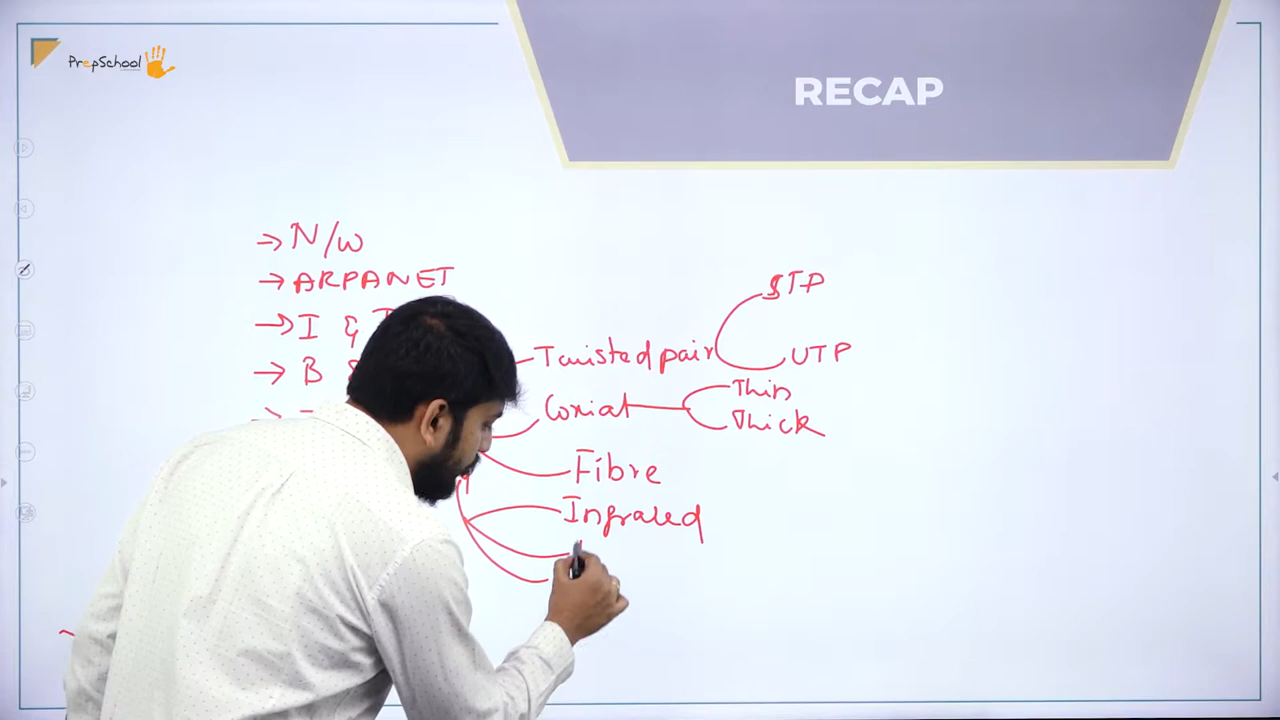 PrepSchool
RECAP
→ N/W
→ ARPANET
→ I &
→ B
Twisted pair
STP
UTP
Coxial
Thin
Thick
Fibre
Infrared